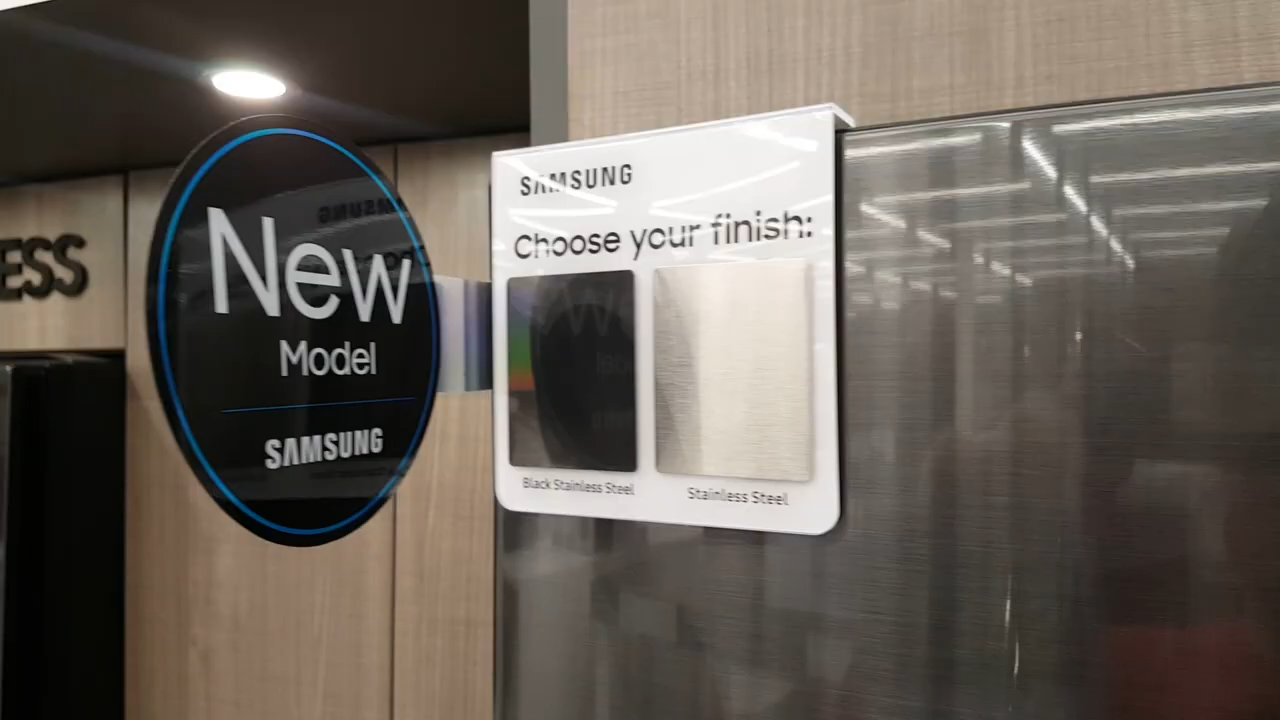 ESS
New
Model
SAMSUNG
SAMSUNG
Choose your finish:
Black Stainless Steel
Stainless Steel